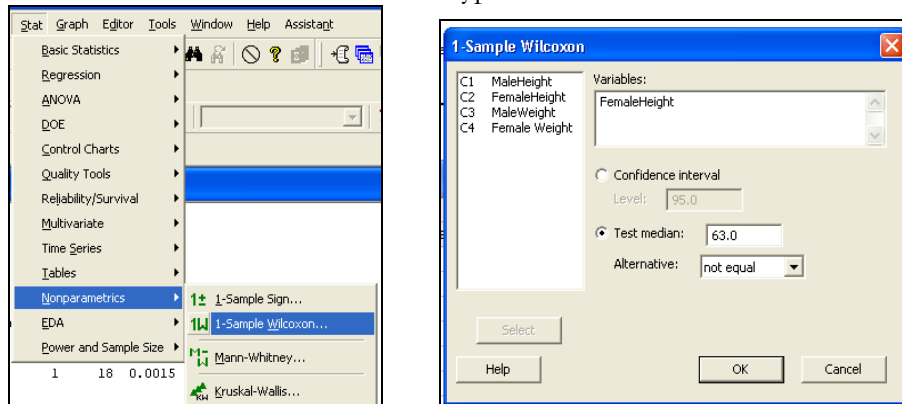 Stat Graph Editor Tools Window Help Assistant
Basic Statistics
Regression
ANOVA
DOE
Control Charts
Quality Tools
Reliability/Survival
Multivariate
Time Series
Tables
Nonparametrics
EDA
Power and Sample Size
1 18 0.0015
1-Sample Sign...
1-Sample Wilcoxon...
Mann-Whitney...
Kruskal-Wallis...
1-Sample Wilcoxon
C1 MaleHeight
C2 FemaleHeight
C3 MaleWeight
C4 Female Weight
Variables:
FemaleHeight
Confidence interval
Level: 95.0
Test median: 63.0
Alternative: not equal
Select
Help
OK
Cancel